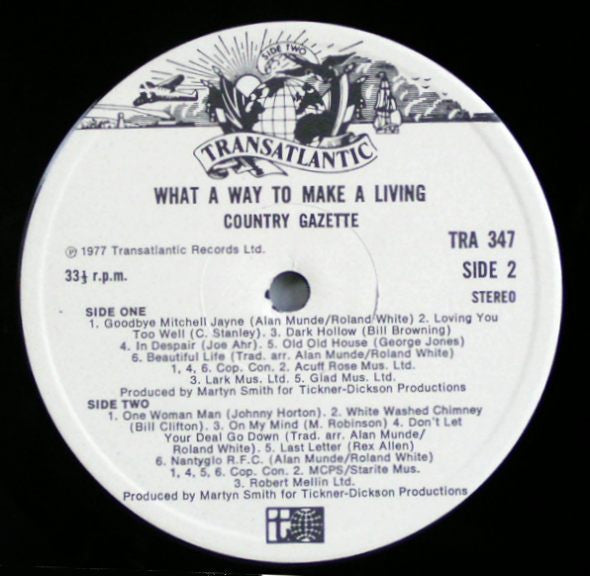 SIDE TWO
TRANSATLANTIC
WHAT A WAY TO MAKE A LIVING
COUNTRY GAZETTE
℗ 1977 Transatlantic Records Ltd.
TRA 347
33⅓ r.p.m.
SIDE 2
STEREO
SIDE ONE
1. Goodbye Mitchell Jayne (Alan Munde/Roland White) 2. Loving You
Too Well (C. Stanley). 3. Dark Hollow (Bill Browning)
4. In Despair (Joe Ahr). 5. Old Old House (George Jones)
6. Beautiful Life (Trad. arr. Alan Munde/Roland White)
1, 4, 6. Cop. Con. 2. Acuff Rose Mus. Ltd.
3. Lark Mus. Ltd. 5. Glad Mus. Ltd.
Produced by Martyn Smith for Tickner-Dickson Productions
SIDE TWO
1. One Woman Man (Johnny Horton). 2. White Washed Chimney
(Bill Clifton). 3. On My Mind (M. Robinson) 4. Don't Let
Your Deal Go Down (Trad. arr. Alan Munde/
Roland White). 5. Last Letter (Rex Allen)
6. Nantyglo R.F.C. (Alan Munde/Roland White)
1, 4, 5, 6. Cop. Con. 2. MCPS/Starite Mus.
3. Robert Mellin Ltd.
Produced by Martyn Smith for Tickner-Dickson Productions